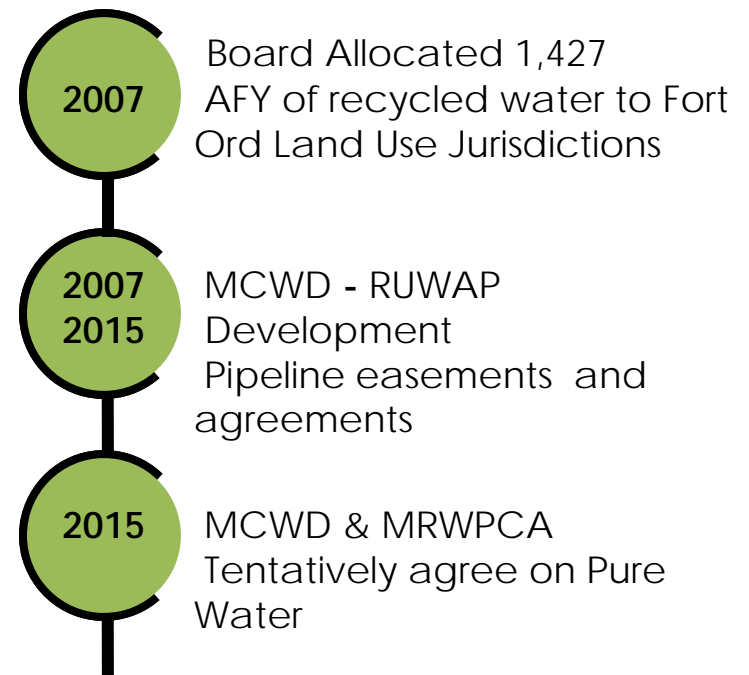 2007
Board Allocated 1,427
AFY of recycled water to Fort
Ord Land Use Jurisdictions
2007
2015
MCWD - RUWAP
Development
Pipeline easements and
agreements
2015
MCWD & MRWPCA
Tentatively agree on Pure
Water